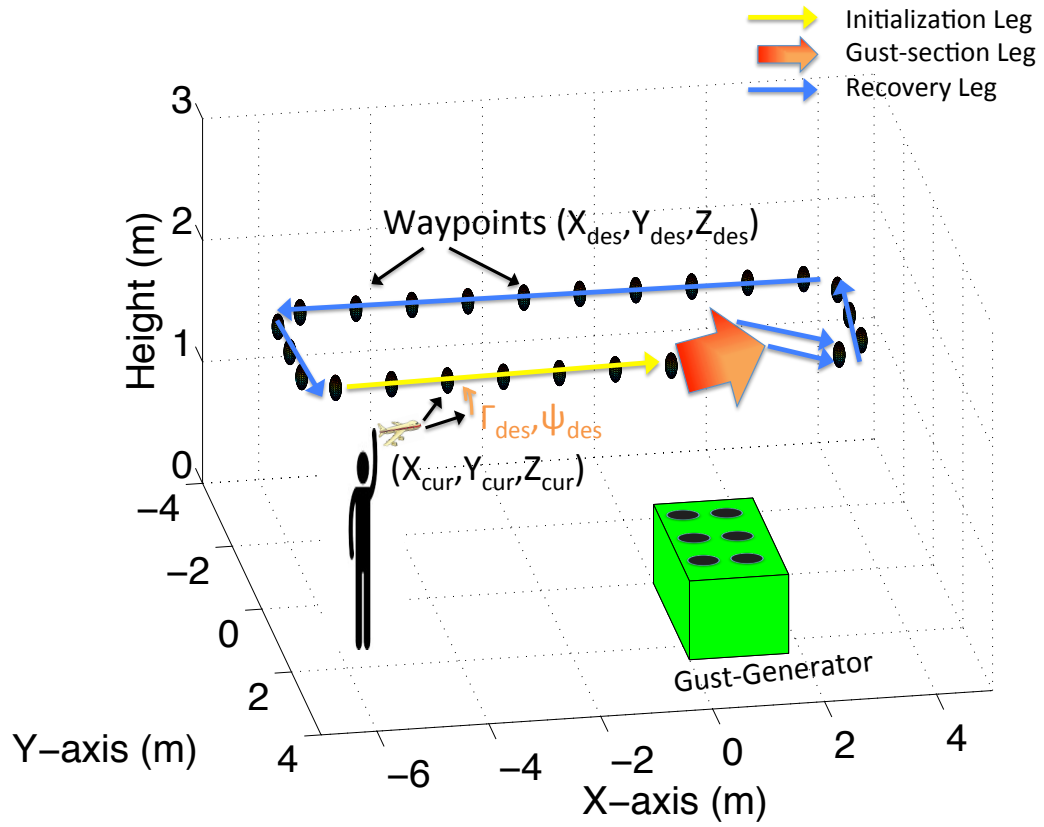 Initialization Leg
Gust-section Leg
Recovery Leg
3
2
1
0
Height (m)
Waypoints (X_des,Y_des,Z_des)
Γ_des,ψ_des
(X_cur,Y_cur,Z_cur)
Gust-Generator
−4
−2
0
2
4
Y−axis (m)
−6
−4
−2
0
2
4
X−axis (m)